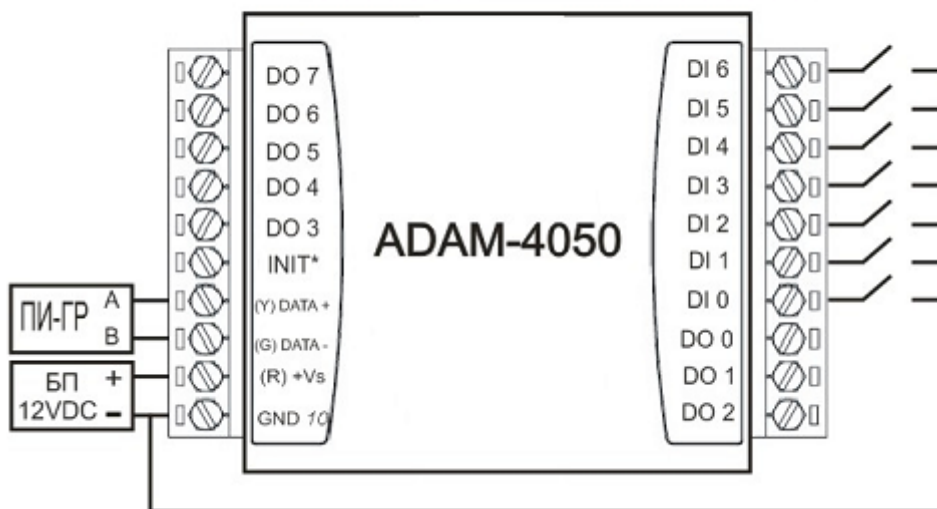 DO 7
DO 6
DO 5
DO 4
DO 3
INIT*
(Y) DATA +
(G) DATA -
(R) +Vs
GND 10
ADAM-4050
DI 6
DI 5
DI 4
DI 3
DI 2
DI 1
DI 0
DO 0
DO 1
DO 2
ПИ-ГР
A
B
БП +
12VDC -